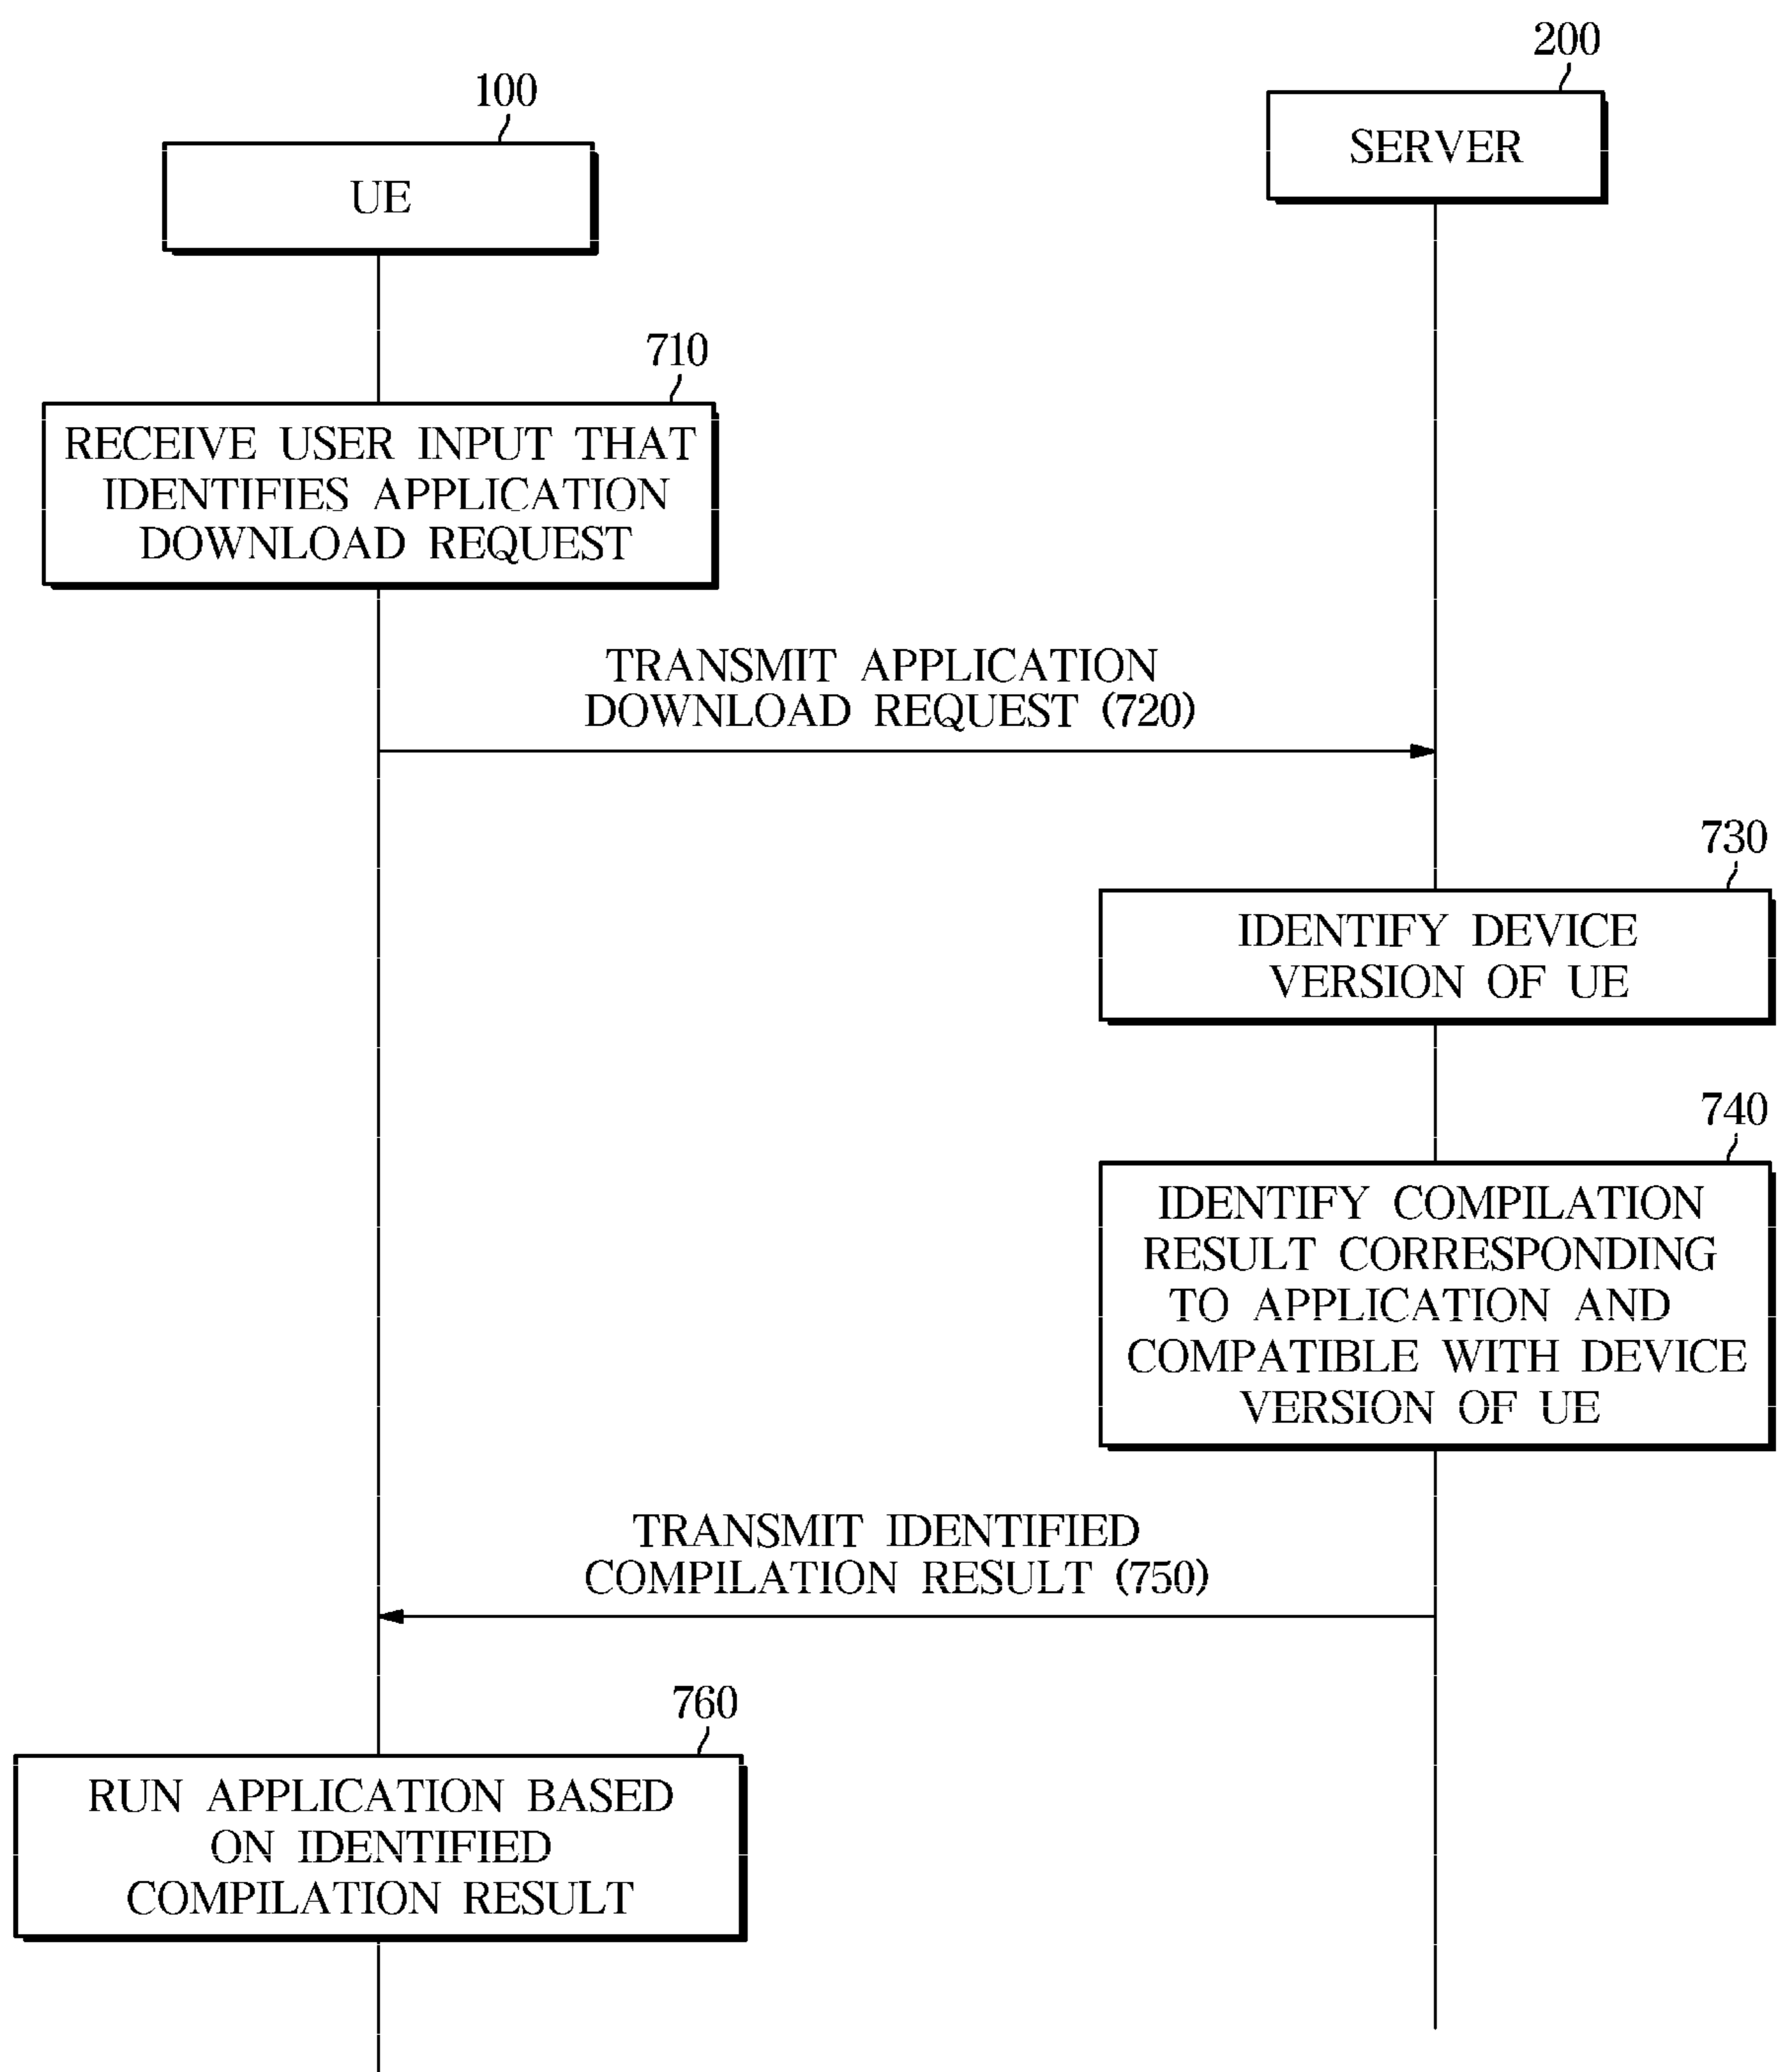 200
100
SERVER
UE
710
RECEIVE USER INPUT THAT
IDENTIFIES APPLICATION
DOWNLOAD REQUEST
TRANSMIT APPLICATION
DOWNLOAD REQUEST (720)
730
IDENTIFY DEVICE
VERSION OF UE
740
IDENTIFY COMPILATION
RESULT CORRESPONDING
TO APPLICATION AND
COMPATIBLE WITH DEVICE
VERSION OF UE
TRANSMIT IDENTIFIED
COMPILATION RESULT (750)
760
RUN APPLICATION BASED
ON IDENTIFIED
COMPILATION RESULT